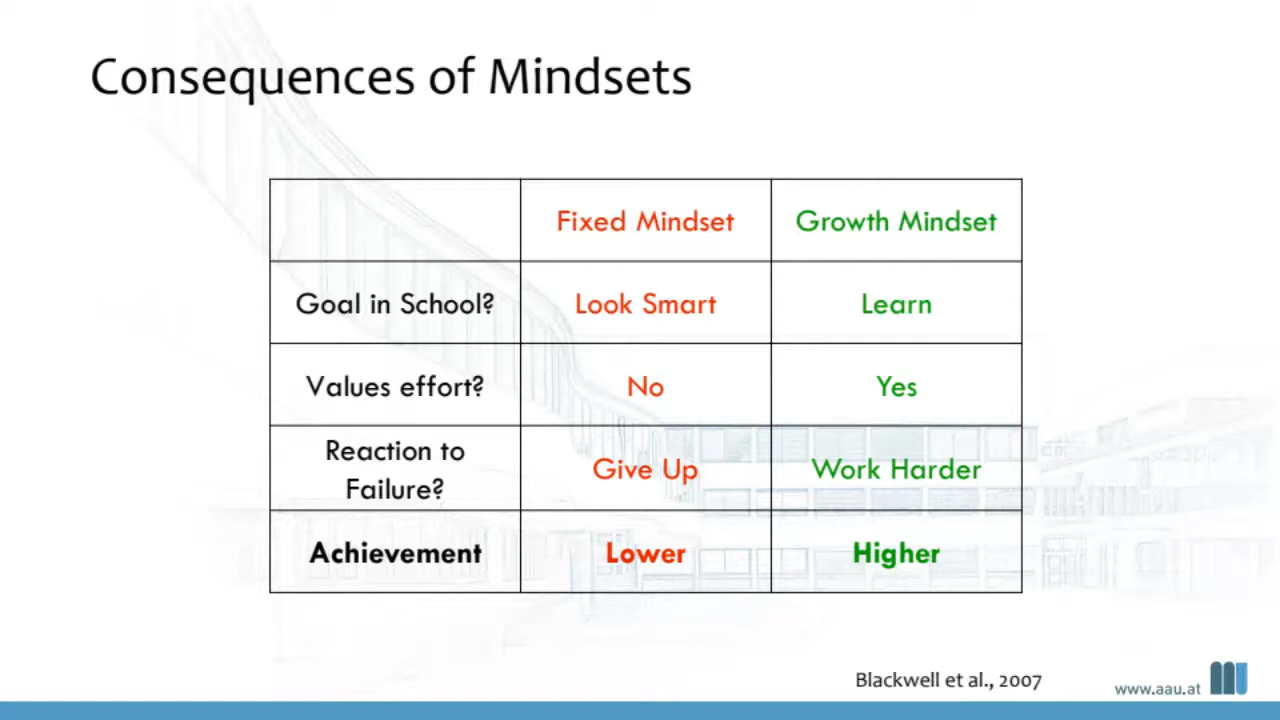 Consequences of Mindsets
Fixed Mindset
Growth Mindset
Goal in School?
Look Smart
Learn
Values effort?
No
Yes
Reaction to
Failure?
Give Up
Work Harder
Achievement
Lower
Higher
Blackwell et al., 2007
www.aau.at